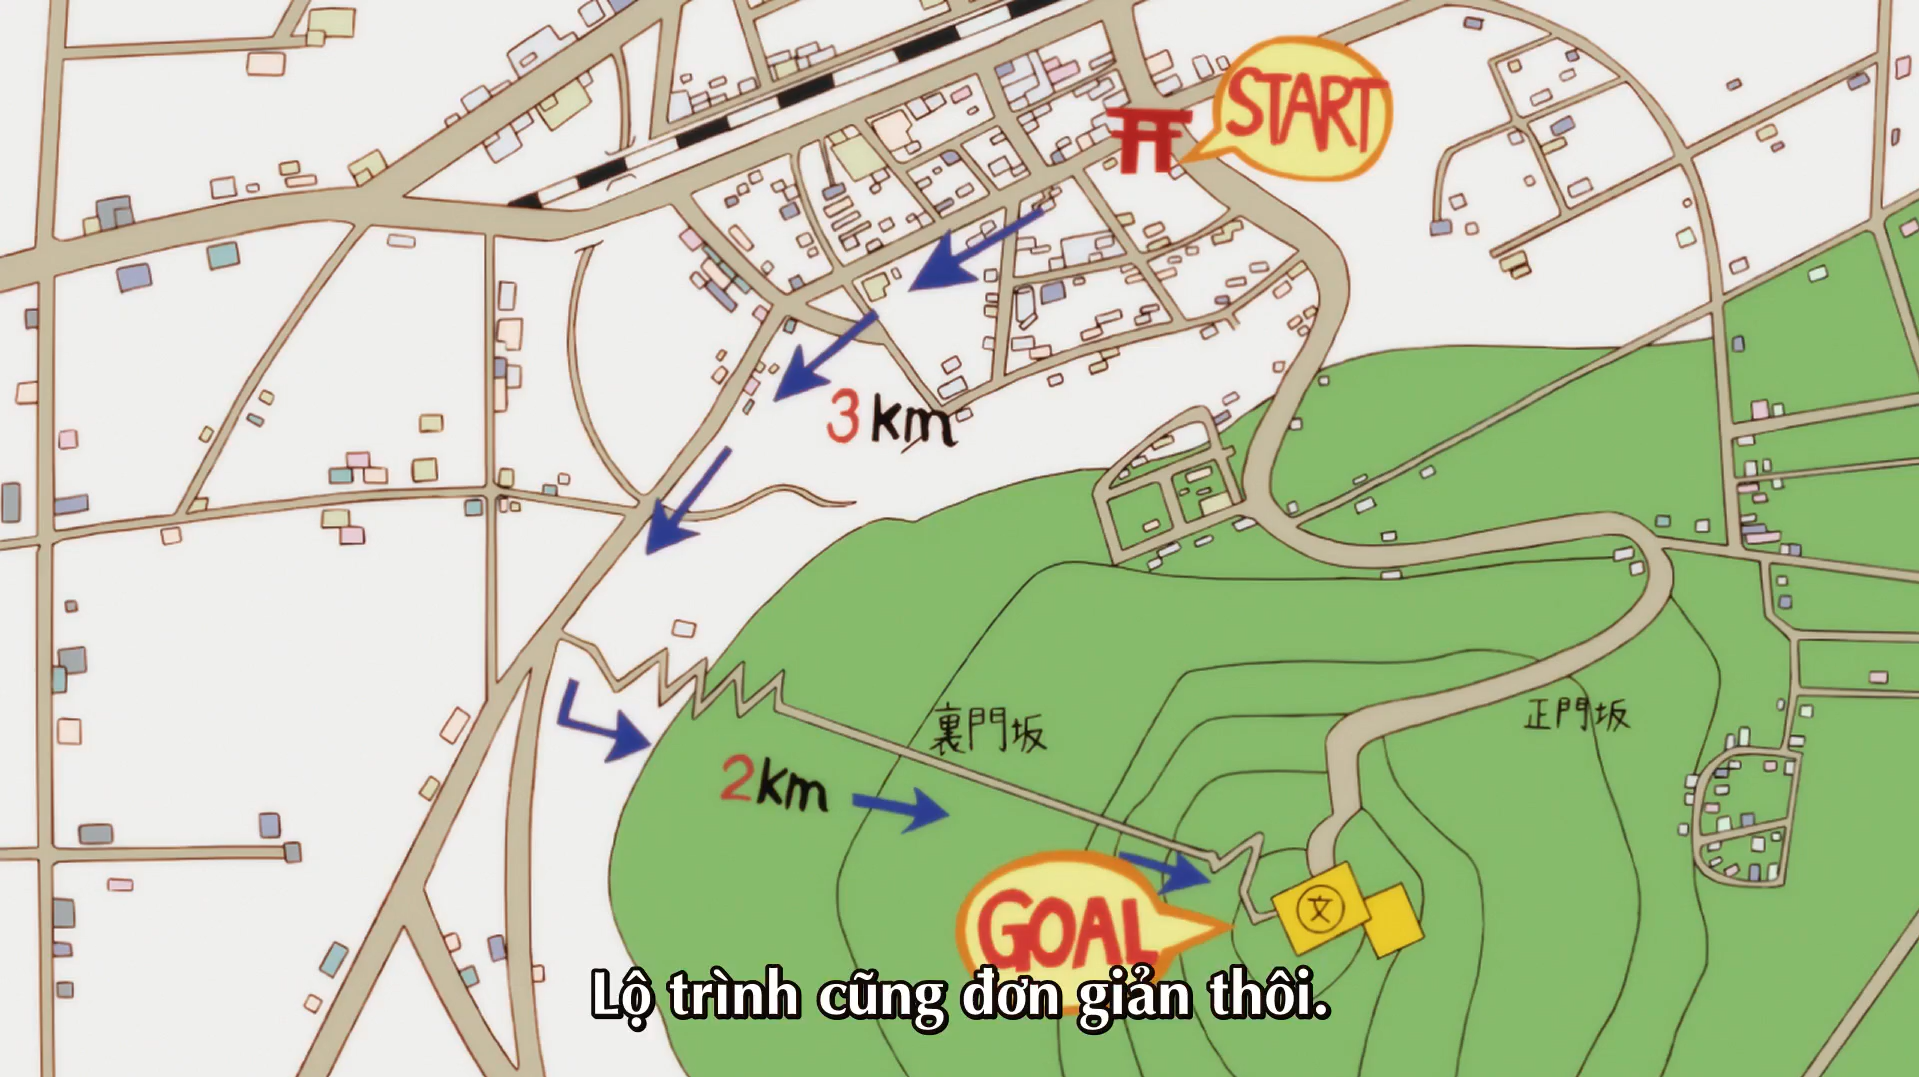 START
3km
裏門坂
正門坂
2km
文
GOAL
Lộ trình cũng đơn giản thôi.